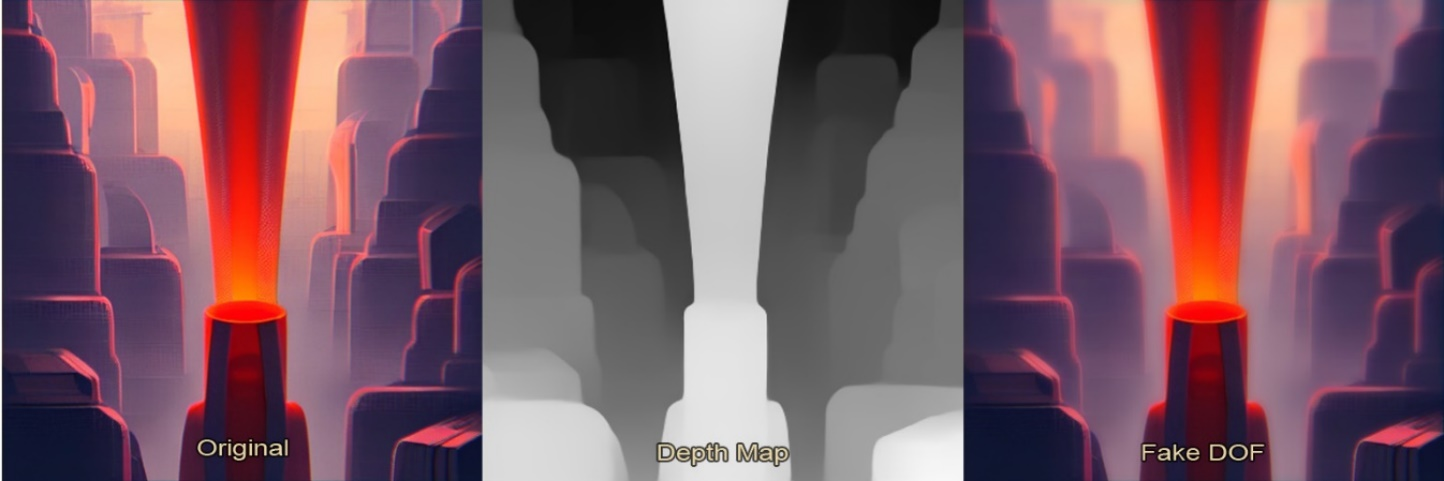 Original
Depth Map
Fake DOF